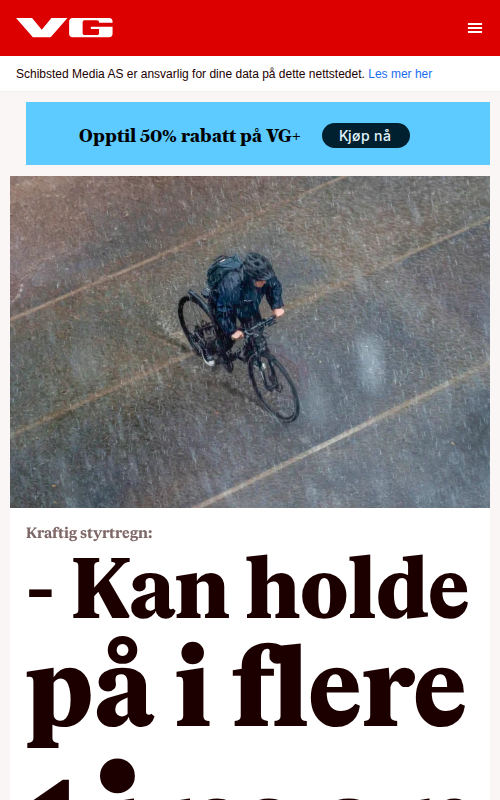 VG
Schibsted Media AS er ansvarlig for dine data på dette nettstedet. Les mer her
Opptil 50% rabatt på VG+ Kjøp nå
Kraftig styrtregn:
- Kan holde
på i flere